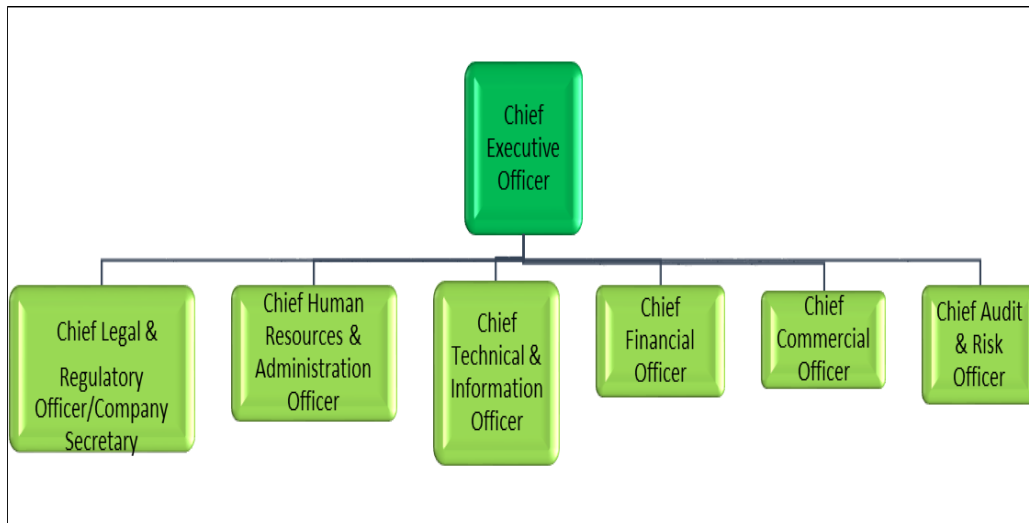 Chief
Executive
Officer
Chief Legal &
Regulatory
Officer/Company
Secretary
Chief Human
Resources &
Administration
Officer
Chief
Technical &
Information
Officer
Chief
Financial
Officer
Chief
Commercial
Officer
Chief Audit
& Risk
Officer